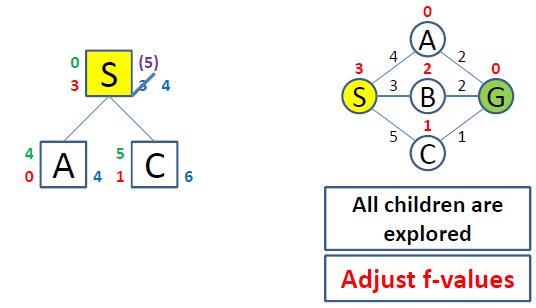 0 (5)
S
3 3 4
4 5
A C
0 4 1 6
0
A
4 2
3 2 0
S 3 B 2 G
1
5 1
C
All children are
explored
Adjust f-values